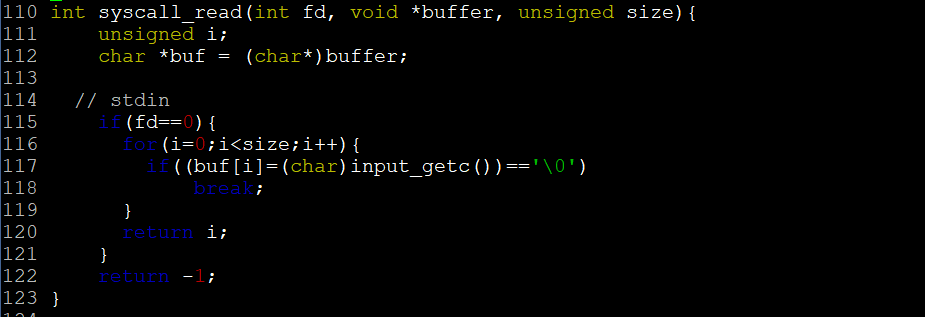 110 int syscall_read(int fd, void *buffer, unsigned size){
111     unsigned i;
112     char *buf = (char*)buffer;
113
114   // stdin
115     if(fd==0){
116       for(i=0;i<size;i++){
117         if((buf[i]=(char)input_getc())=='\0')
118             break;
119       }
120       return i;
121     }
122     return -1;
123 }